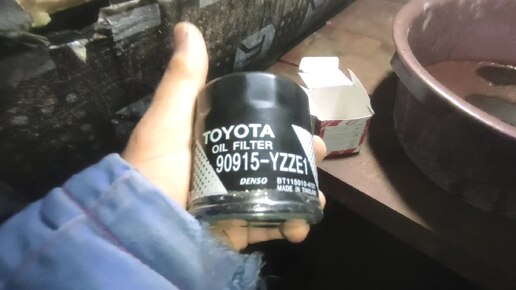 TOYOTA
OIL FILTER
90915-YZZE1
DENSO
MADE IN THAILAND